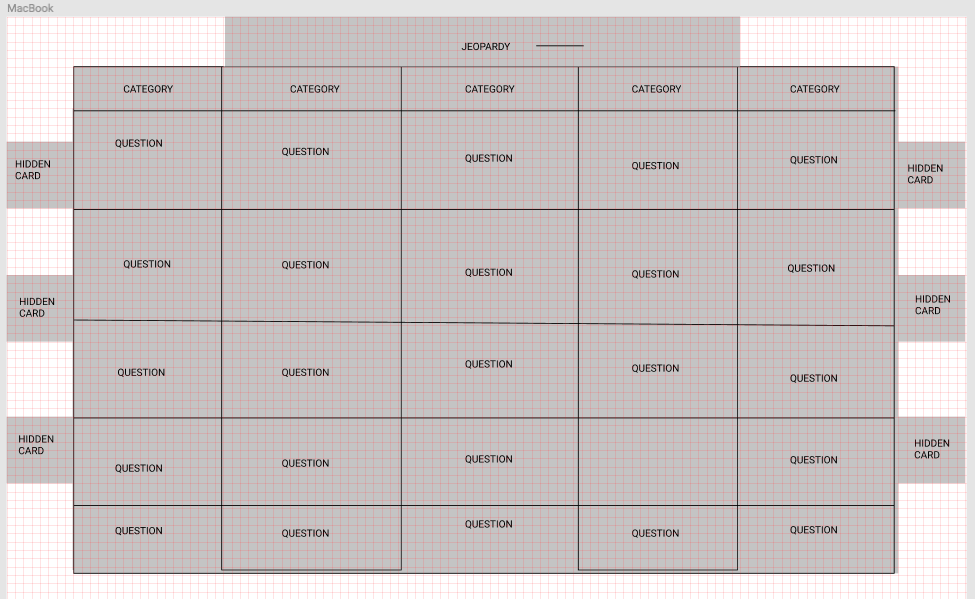 MacBook
JEOPARDY
CATEGORY CATEGORY CATEGORY CATEGORY CATEGORY
QUESTION QUESTION QUESTION QUESTION QUESTION
HIDDEN
CARD
HIDDEN
CARD
QUESTION QUESTION QUESTION QUESTION QUESTION
HIDDEN
CARD
HIDDEN
CARD
QUESTION QUESTION QUESTION QUESTION QUESTION
HIDDEN
CARD
HIDDEN
CARD
QUESTION QUESTION QUESTION QUESTION
QUESTION QUESTION QUESTION QUESTION QUESTION